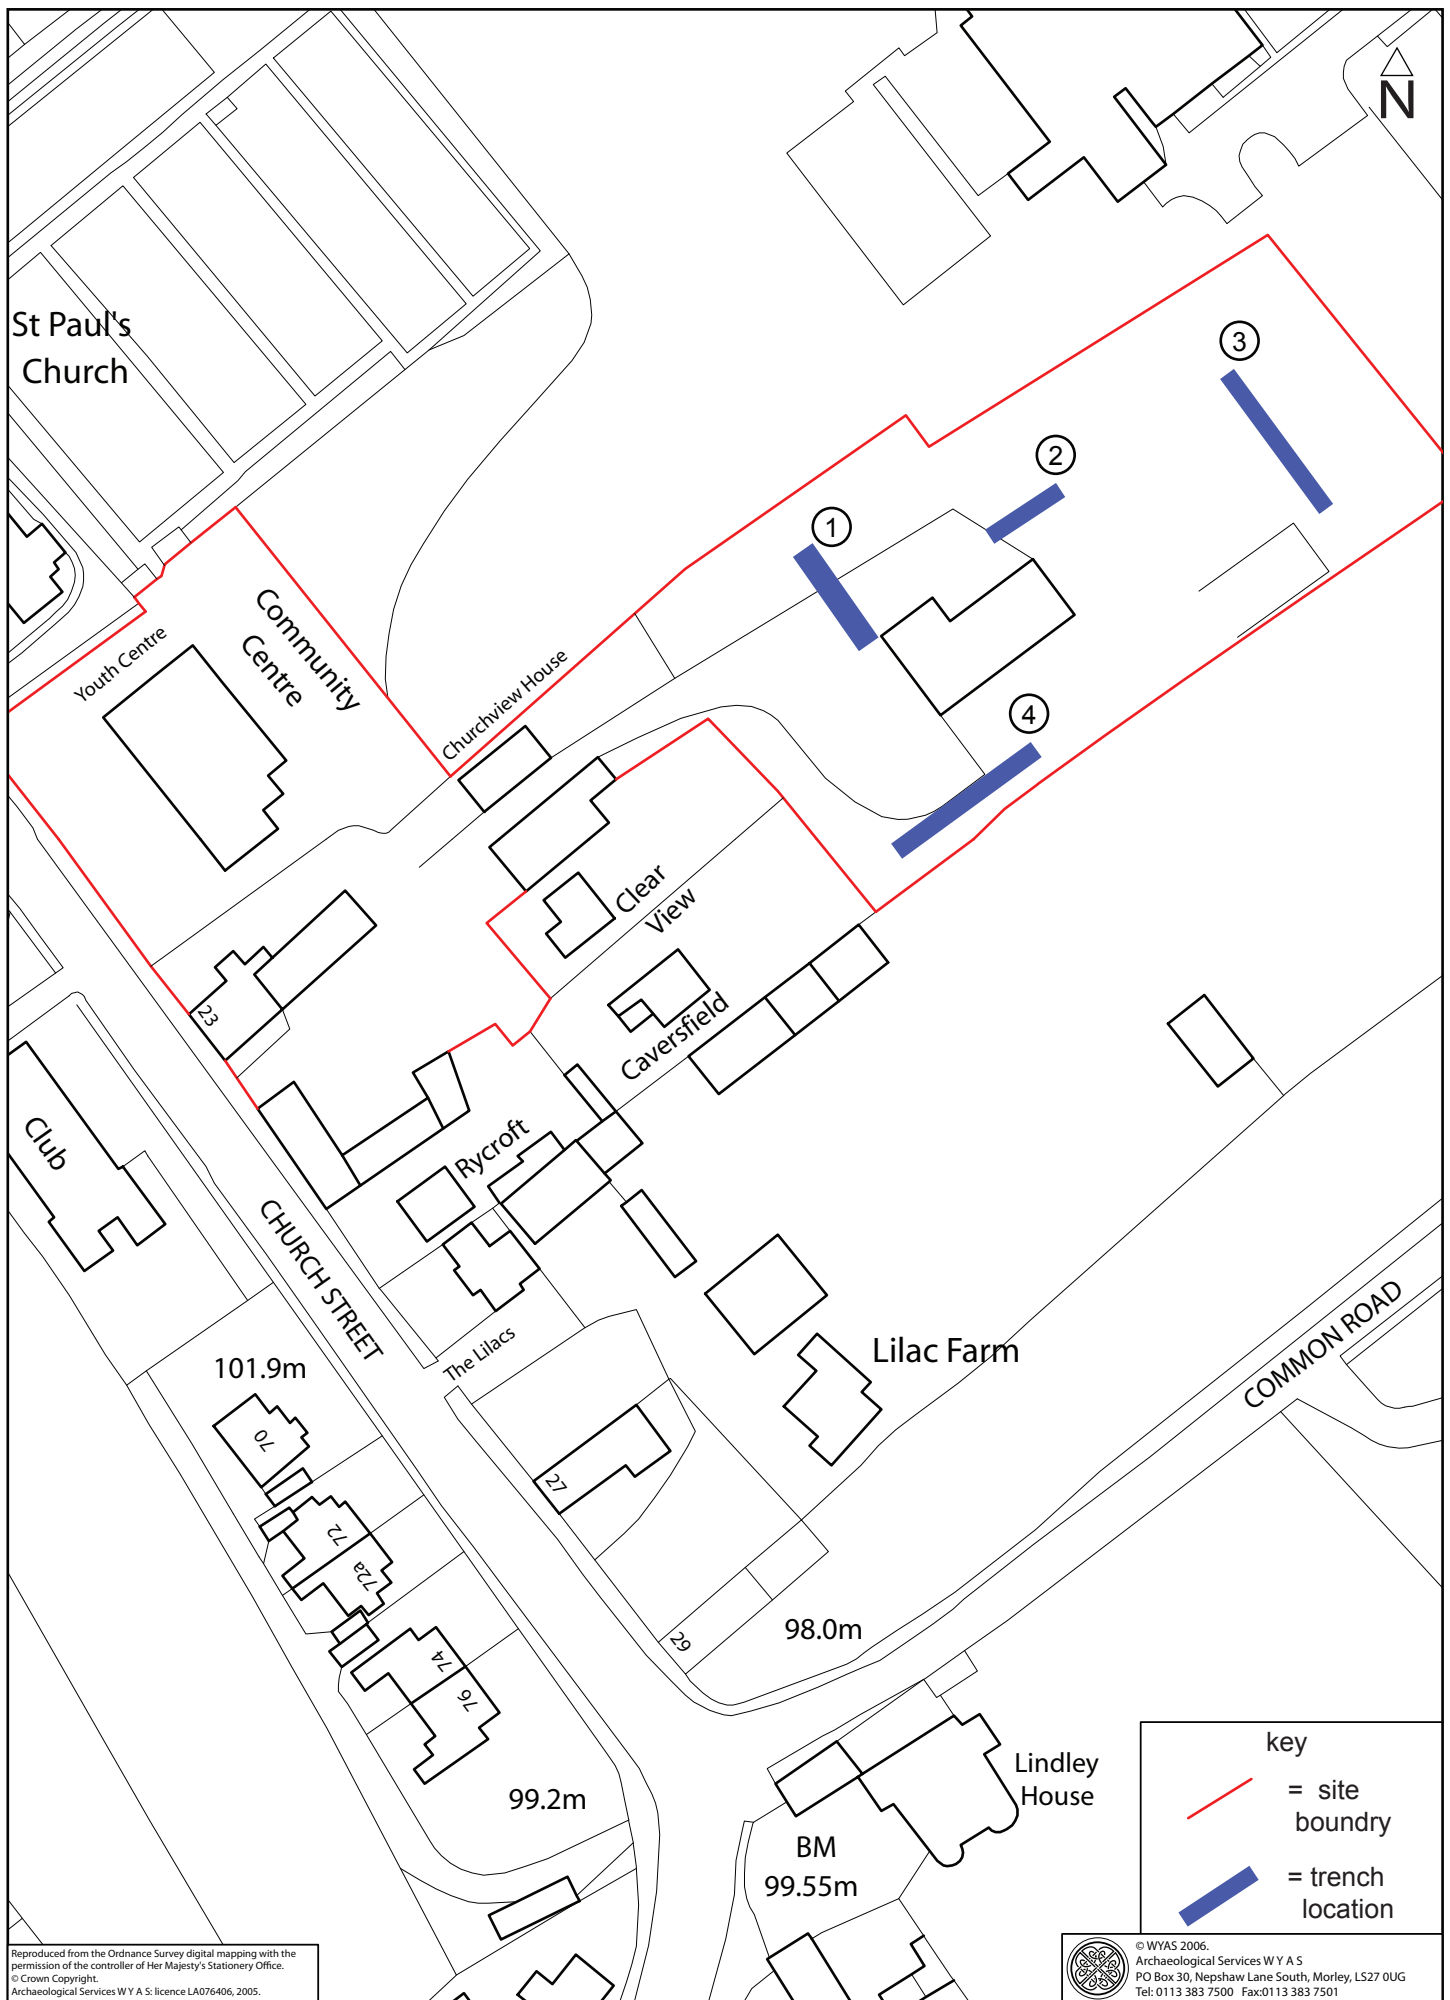 N
St Paul's
Church
3
2
1
Community
Centre
Youth Centre
Churchview House
4
Clear
View
23
Caversfield
Club
Rycroft
CHURCH STREET
The Lilacs
Lilac Farm
COMMON ROAD
101.9m
70
27
72
72a
29
98.0m
74
76
99.2m
Lindley
House
BM
99.55m
key
= site
boundry
= trench
location
Reproduced from the Ordnance Survey digital mapping with the
permission of the controller of Her Majesty's Stationery Office.
© Crown Copyright.
Archaeological Services W Y A S: licence LA076406, 2005.
© WYAS 2006.
Archaeological Services W Y A S
PO Box 30, Nepshaw Lane South, Morley, LS27 0UG
Tel: 0113 383 7500 Fax:0113 383 7501